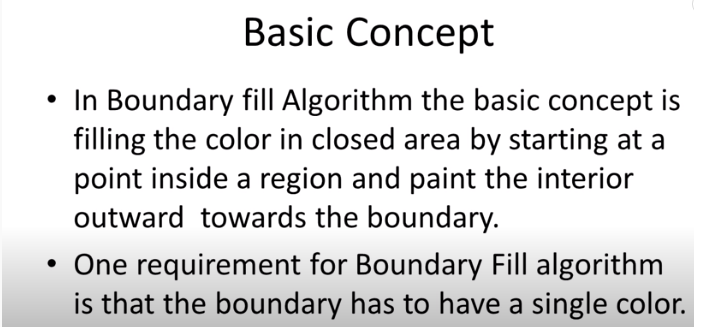 Basic Concept
• In Boundary fill Algorithm the basic concept is
filling the color in closed area by starting at a
point inside a region and paint the interior
outward  towards the boundary.
• One requirement for Boundary Fill algorithm
is that the boundary has to have a single color.